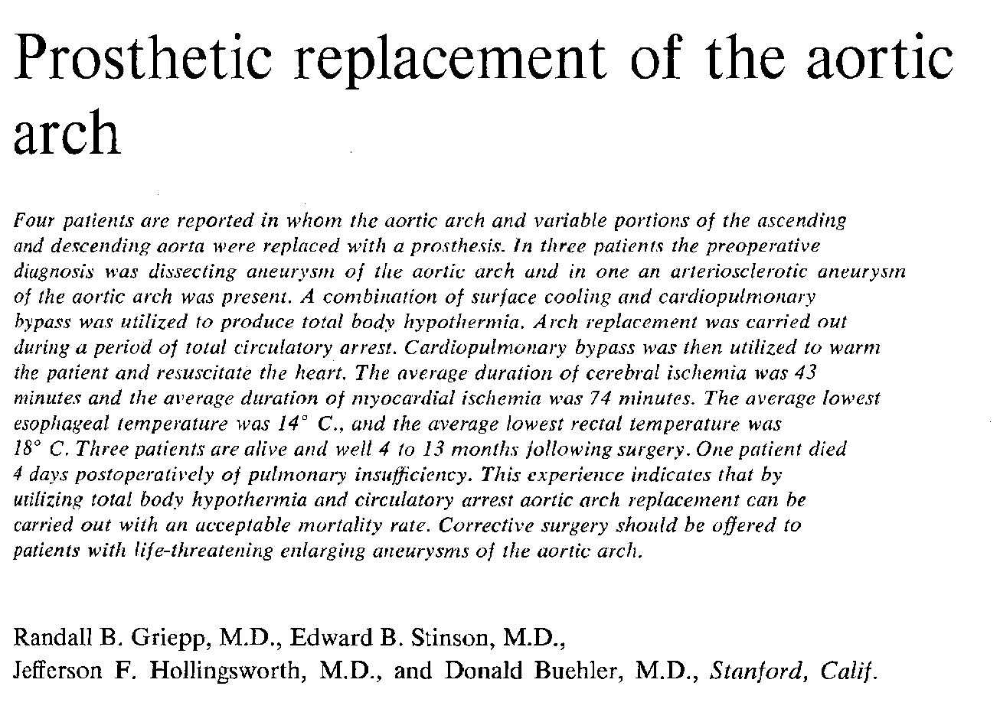 Prosthetic replacement of the aortic
arch
Four patients are reported in whom the aortic arch and variable portions of the ascending
and descending aorta were replaced with a prosthesis. In three patients the preoperative
diagnosis was dissecting aneurysm of the aortic arch and in one an arteriosclerotic aneurysm
of the aortic arch was present. A combination of surface cooling and cardiopulmonary
bypass was utilized to produce total body hypothermia. Arch replacement was carried out
during a period of total circulatory arrest. Cardiopulmonary bypass was then utilized to warm
the patient and resuscitate the heart. The average duration of cerebral ischemia was 43
minutes and the average duration of myocardial ischemia was 74 minutes. The average lowest
esophageal temperature was 14° C., and the average lowest rectal temperature was
18° C. Three patients are alive and well 4 to 13 months following surgery. One patient died
4 days postoperatively of pulmonary insufficiency. This experience indicates that by
utilizing total body hypothermia and circulatory arrest aortic arch replacement can be
carried out with an acceptable mortality rate. Corrective surgery should be offered to
patients with life-threatening enlarging aneurysms of the aortic arch.
Randall B. Griepp, M.D., Edward B. Stinson, M.D.,
Jefferson F. Hollingsworth, M.D., and Donald Buehler, M.D., Stanford, Calif.